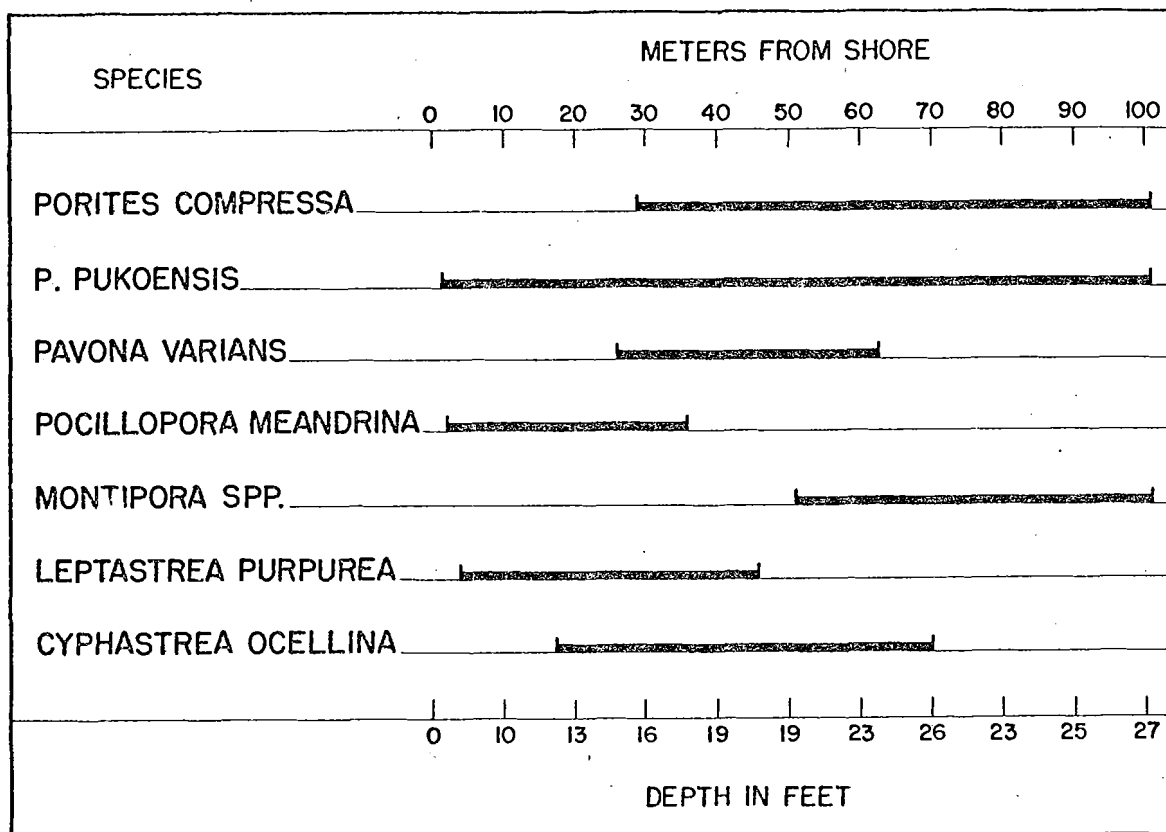 METERS FROM SHORE
SPECIES
0 10 20 30 40 50 60 70 80 90 100
PORITES COMPRESSA
P. PUKOENSIS
PAVONA VARIANS
POCILLOPORA MEANDRINA
MONTIPORA SPP.
LEPTASTREA PURPUREA
CYPHASTREA OCELLINA
0 10 13 16 19 19 23 26 23 25 27
DEPTH IN FEET